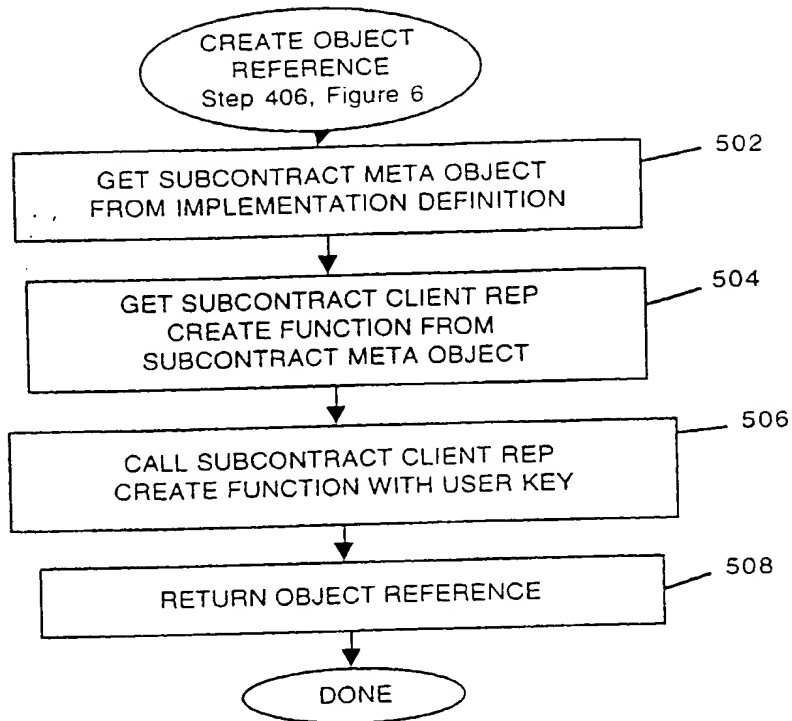 CREATE OBJECT
REFERENCE
Step 406, Figure 6
502
GET SUBCONTRACT META OBJECT
FROM IMPLEMENTATION DEFINITION
504
GET SUBCONTRACT CLIENT REP
CREATE FUNCTION FROM
SUBCONTRACT META OBJECT
506
CALL SUBCONTRACT CLIENT REP
CREATE FUNCTION WITH USER KEY
508
RETURN OBJECT REFERENCE
DONE